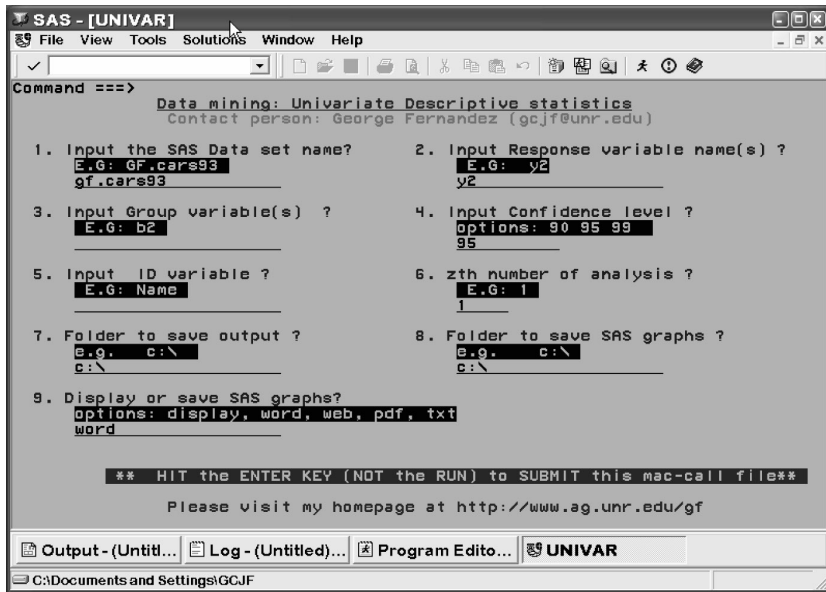 SAS - [UNIVAR]
File View Tools Solutions Window Help
Command ===>
Data mining: Univariate Descriptive statistics
Contact person: George Fernandez (gcjf@unr.edu)
1. Input the SAS Data set name? 2. Input Response variable name(s) ?
E.G: GF.cars93 E.G: y2
gf.cars93 y2
3. Input Group variable(s) ? 4. Input Confidence level ?
E.G: b2 options: 90 95 99
95
5. Input ID variable ? 6. zth number of analysis ?
E.G: Name E.G: 1
1
7. Folder to save output ? 8. Folder to save SAS graphs ?
e.g. c:\ e.g. c:\
c:\ c:\
9. Display or save SAS graphs?
options: display, word, web, pdf, txt
word
** HIT the ENTER KEY (NOT the RUN) to SUBMIT this mac-call file**
Please visit my homepage at http://www.ag.unr.edu/gf
Output - (Untitl... Log - (Untitled)... Program Edito... UNIVAR
C:\Documents and Settings\GCJF